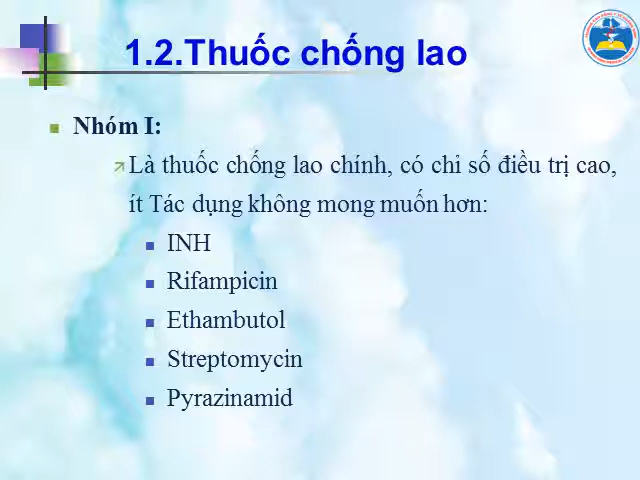 1.2.Thuốc chống lao
Nhóm I:
Là thuốc chống lao chính, có chỉ số điều trị cao,
ít Tác dụng không mong muốn hơn:
INH
Rifampicin
Ethambutol
Streptomycin
Pyrazinamid